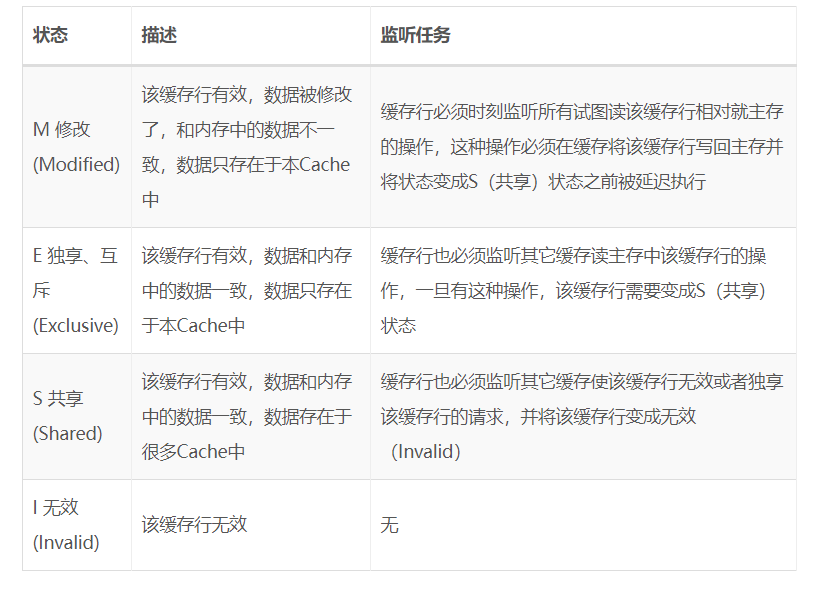 状态
描述
监听任务
M 修改
(Modified)
该缓存行有效，数据被修改
了，和内存中的数据不一
致，数据只存在于本Cache
中
缓存行必须时刻监听所有试图读该缓存行相对就主存
的操作，这种操作必须在缓存将该缓存行写回主存并
将状态变成S（共享）状态之前被延迟执行
E 独享、互
斥
(Exclusive)
该缓存行有效，数据和内存
中的数据一致，数据只存在
于本Cache中
缓存行也必须监听其它缓存读主存中该缓存行的操
作，一旦有这种操作，该缓存行需要变成S（共享）
状态
S 共享
(Shared)
该缓存行有效，数据和内存
中的数据一致，数据存在于
很多Cache中
缓存行也必须监听其它缓存使该缓存行无效或者独享
该缓存行的请求，并将该缓存行变成无效
（Invalid）
I 无效
(Invalid)
该缓存行无效
无